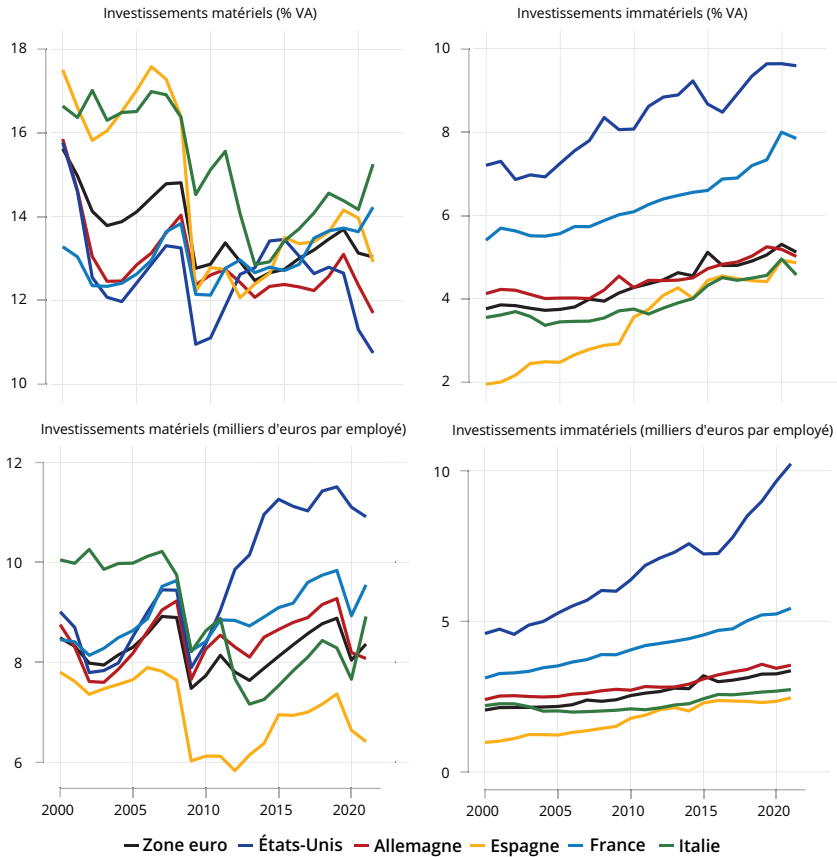 Investissements matériels (% VA)
Investissements immatériels (% VA)
18
16
14
12
10
10
8
6
4
2
Investissements matériels (milliers d'euros par employé)
Investissements immatériels (milliers d'euros par employé)
12
10
8
6
10
5
0
2000 2005 2010 2015 2020
2000 2005 2010 2015 2020
Zone euro États-Unis Allemagne Espagne France Italie